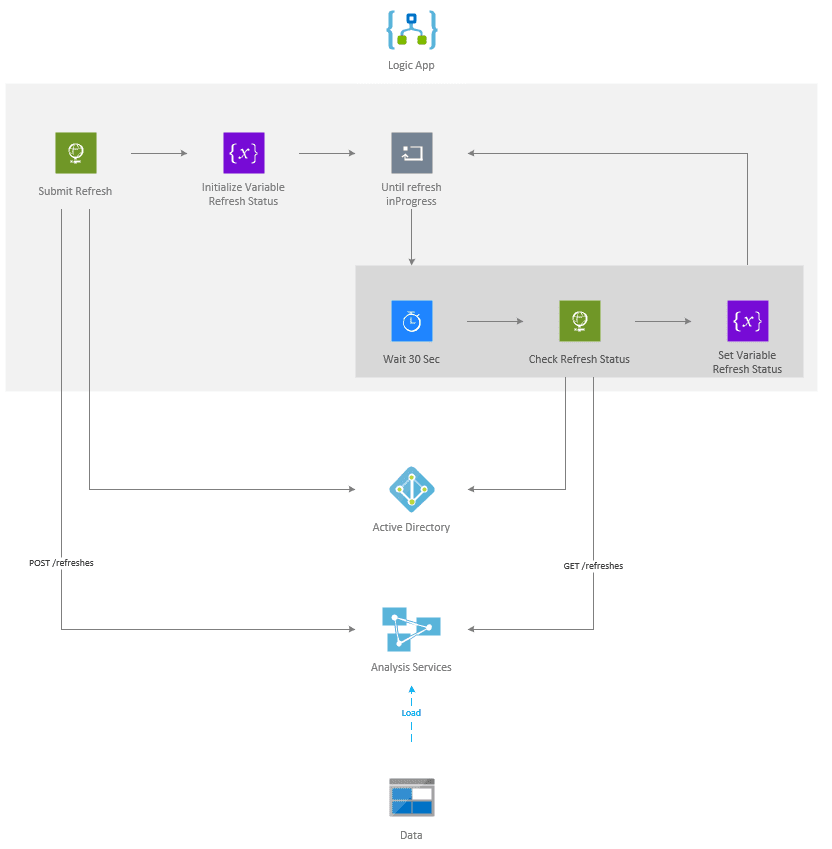 Logic App
Submit Refresh
Initialize Variable
Refresh Status
Until refresh
inProgress
Wait 30 Sec
Check Refresh Status
Set Variable
Refresh Status
Active Directory
POST /refreshes
GET /refreshes
Analysis Services
Load
Data